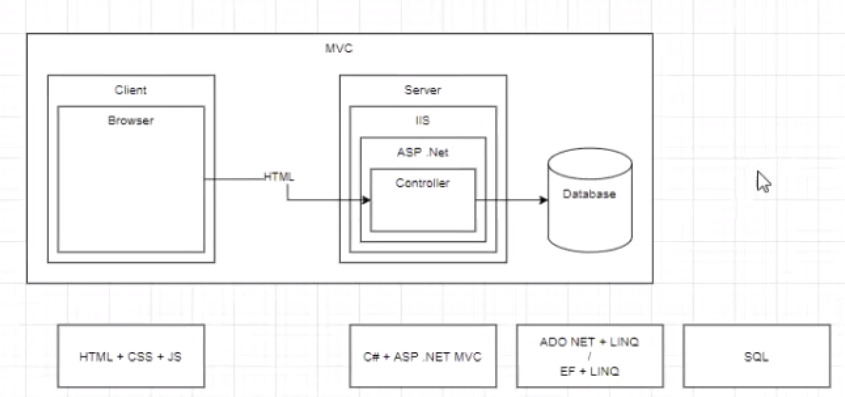 MVC
Client
Server
Browser
IIS
ASP .Net
HTML
Controller
Database
HTML + CSS + JS
C# + ASP .NET MVC
ADO NET + LINQ
/
EF + LINQ
SQL